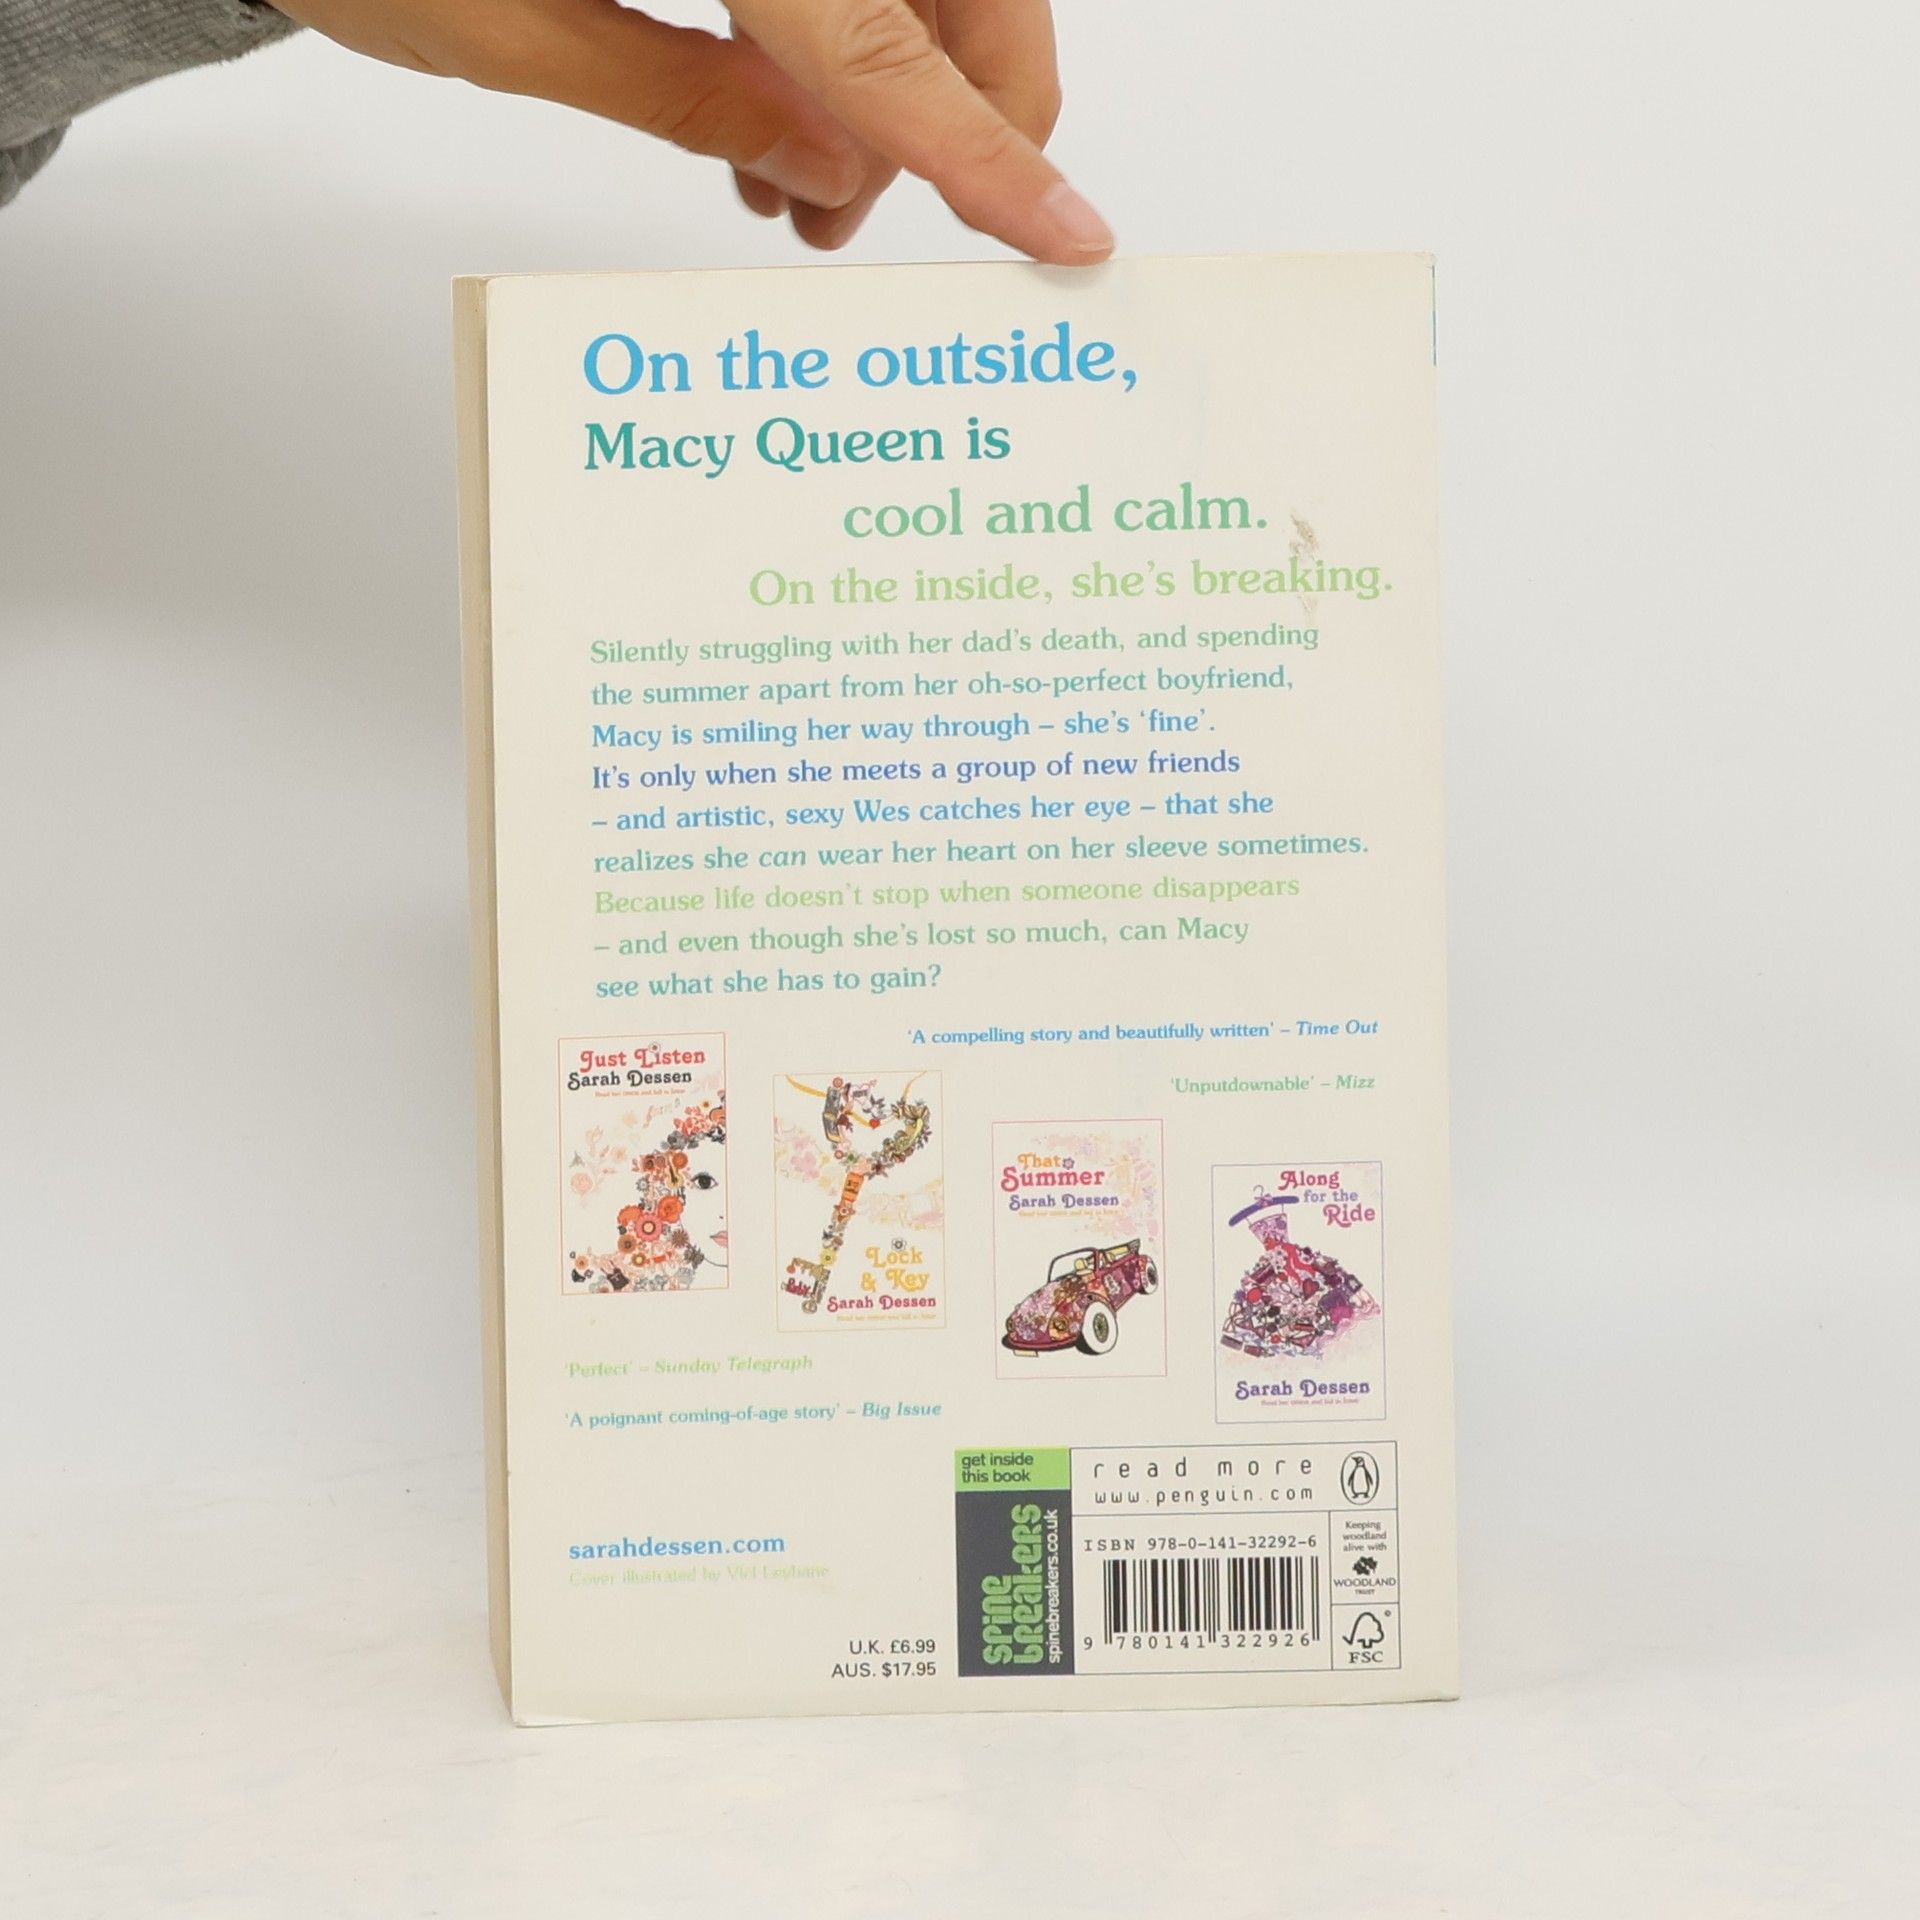 On the outside,
Macy Queen is
cool and calm.
On the inside, she's breaking.
Silently struggling with her dad's death, and spending
the summer apart from her oh-so-perfect boyfriend,
Macy is smiling her way through – she's 'fine'.
It's only when she meets a group of new friends
– and artistic, sexy Wes catches her eye – that she
realizes she can wear her heart on her sleeve sometimes.
Because life doesn't stop when someone disappears
– and even though she's lost so much, can Macy
see what she has to gain?
'A compelling story and beautifully written' – Time Out
'Unputdownable' – Mizz
Just Listen
Sarah Dessen
Lock
& Key
Sarah Dessen
That
Summer
Sarah Dessen
Along
for the
Ride
Sarah Dessen
'Perfect' – Sunday Telegraph
'A poignant coming-of-age story' – Big Issue
sarahdessen.com
Cover illustrated by
U.K. £6.99
AUS. $17.95
get inside
this book
spine
breakers
spinebreakers.co.uk
read more
www.penguin.com
ISBN 978-0-141-32292-6
9 780141 322926
Keeping
woodland
alive with
WOODLAND
TRUST
FSC